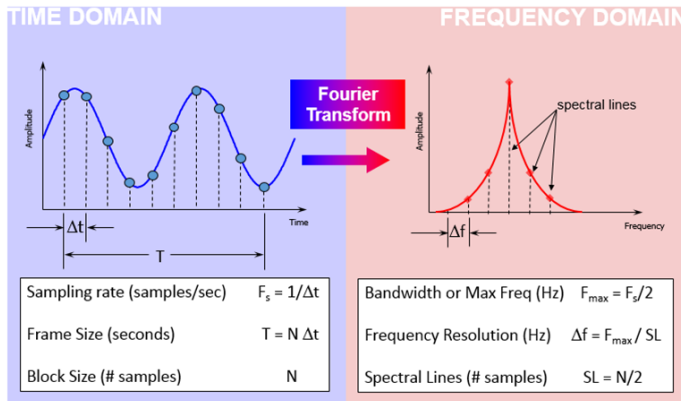 TIME DOMAIN
FREQUENCY DOMAIN
Fourier
Transform
spectral lines
Amplitude
Amplitude
Time
Frequency
Δt
Δf
T
Sampling rate (samples/sec) Fs = 1/Δt
Frame Size (seconds) T = N Δt
Block Size (# samples) N
Bandwidth or Max Freq (Hz) Fmax = Fs/2
Frequency Resolution (Hz) Δf = Fmax / SL
Spectral Lines (# samples) SL = N/2